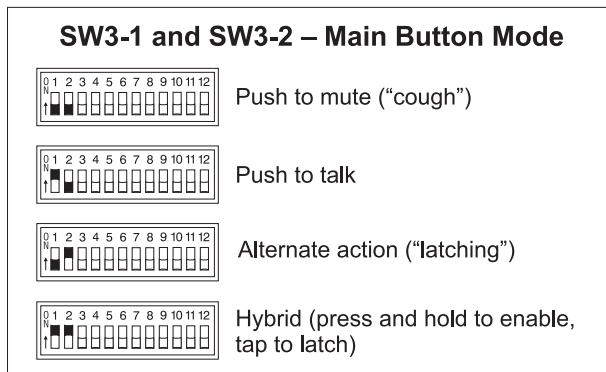 SW3-1 and SW3-2 – Main Button Mode
O
N 1 2 3 4 5 6 7 8 9 10 11 12
Push to mute (“cough”)
O
N 1 2 3 4 5 6 7 8 9 10 11 12
Push to talk
O
N 1 2 3 4 5 6 7 8 9 10 11 12
Alternate action (“latching”)
O
N 1 2 3 4 5 6 7 8 9 10 11 12
Hybrid (press and hold to enable,
tap to latch)